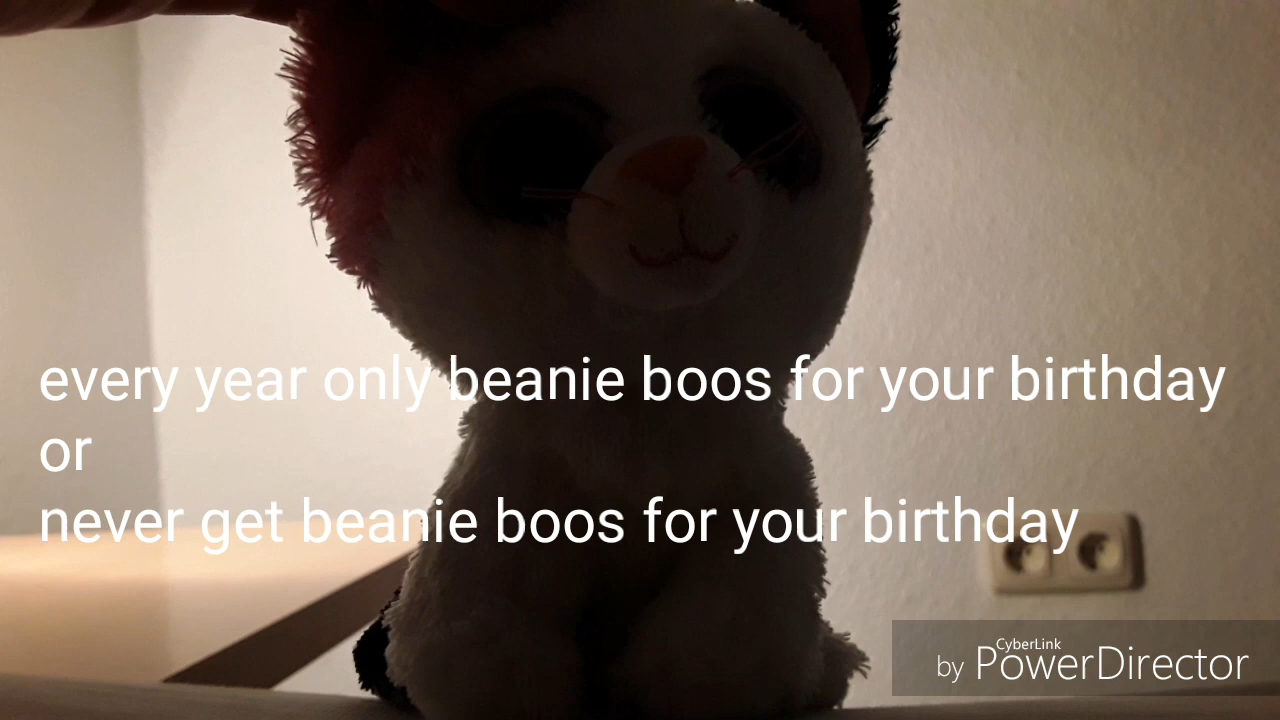 every year only beanie boos for your birthday
or
never get beanie boos for your birthday
CyberLink
by PowerDirector